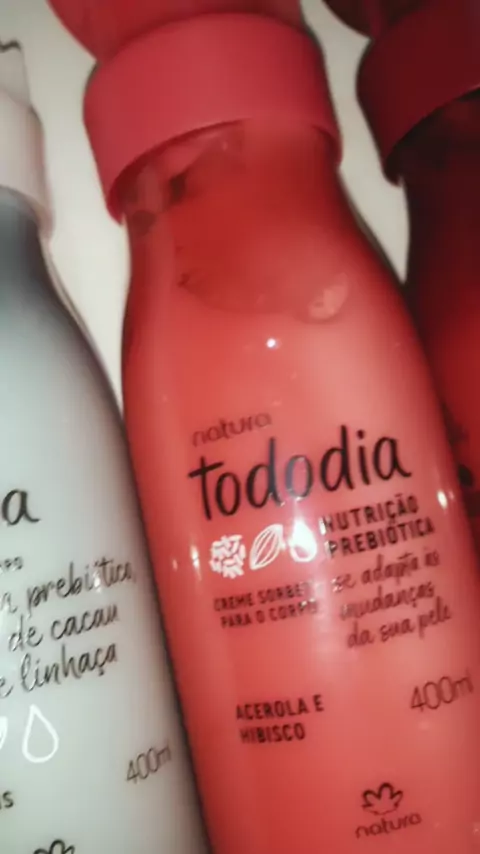 natura
tododia
NUTRIÇÃO
PREBIÓTICA
CREME SORBET
PARA O CORPO
se adapta às
mudanças
da sua pele
ACEROLA E
HIBISCO
400ml
natura
a
prebiótica,
de cacau
e linhaça
400ml